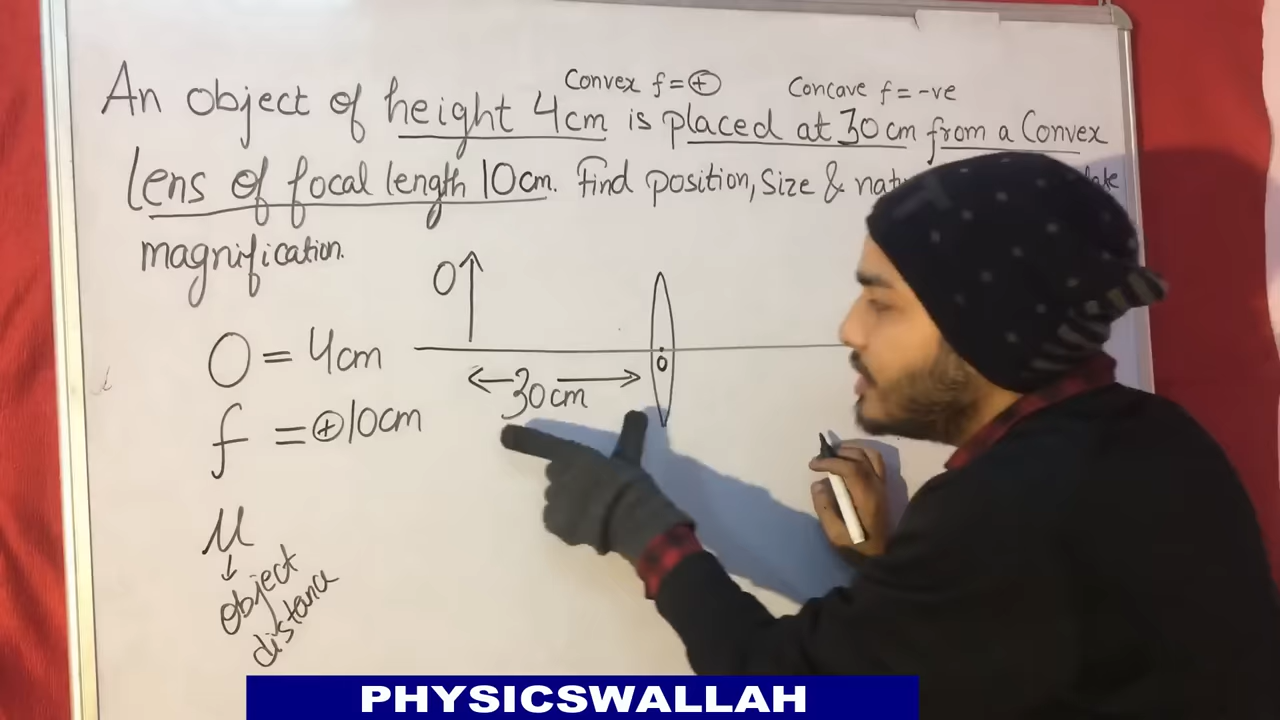 Convex f = ⊕ Concave f = -ve
An object of height 4cm is placed at 30cm from a Convex
lens of focal length 10cm. Find position, Size &
magnification.
O
O = 4cm
o
30cm
f = ⊕10cm
u
object
distance
PHYSICSWALLAH